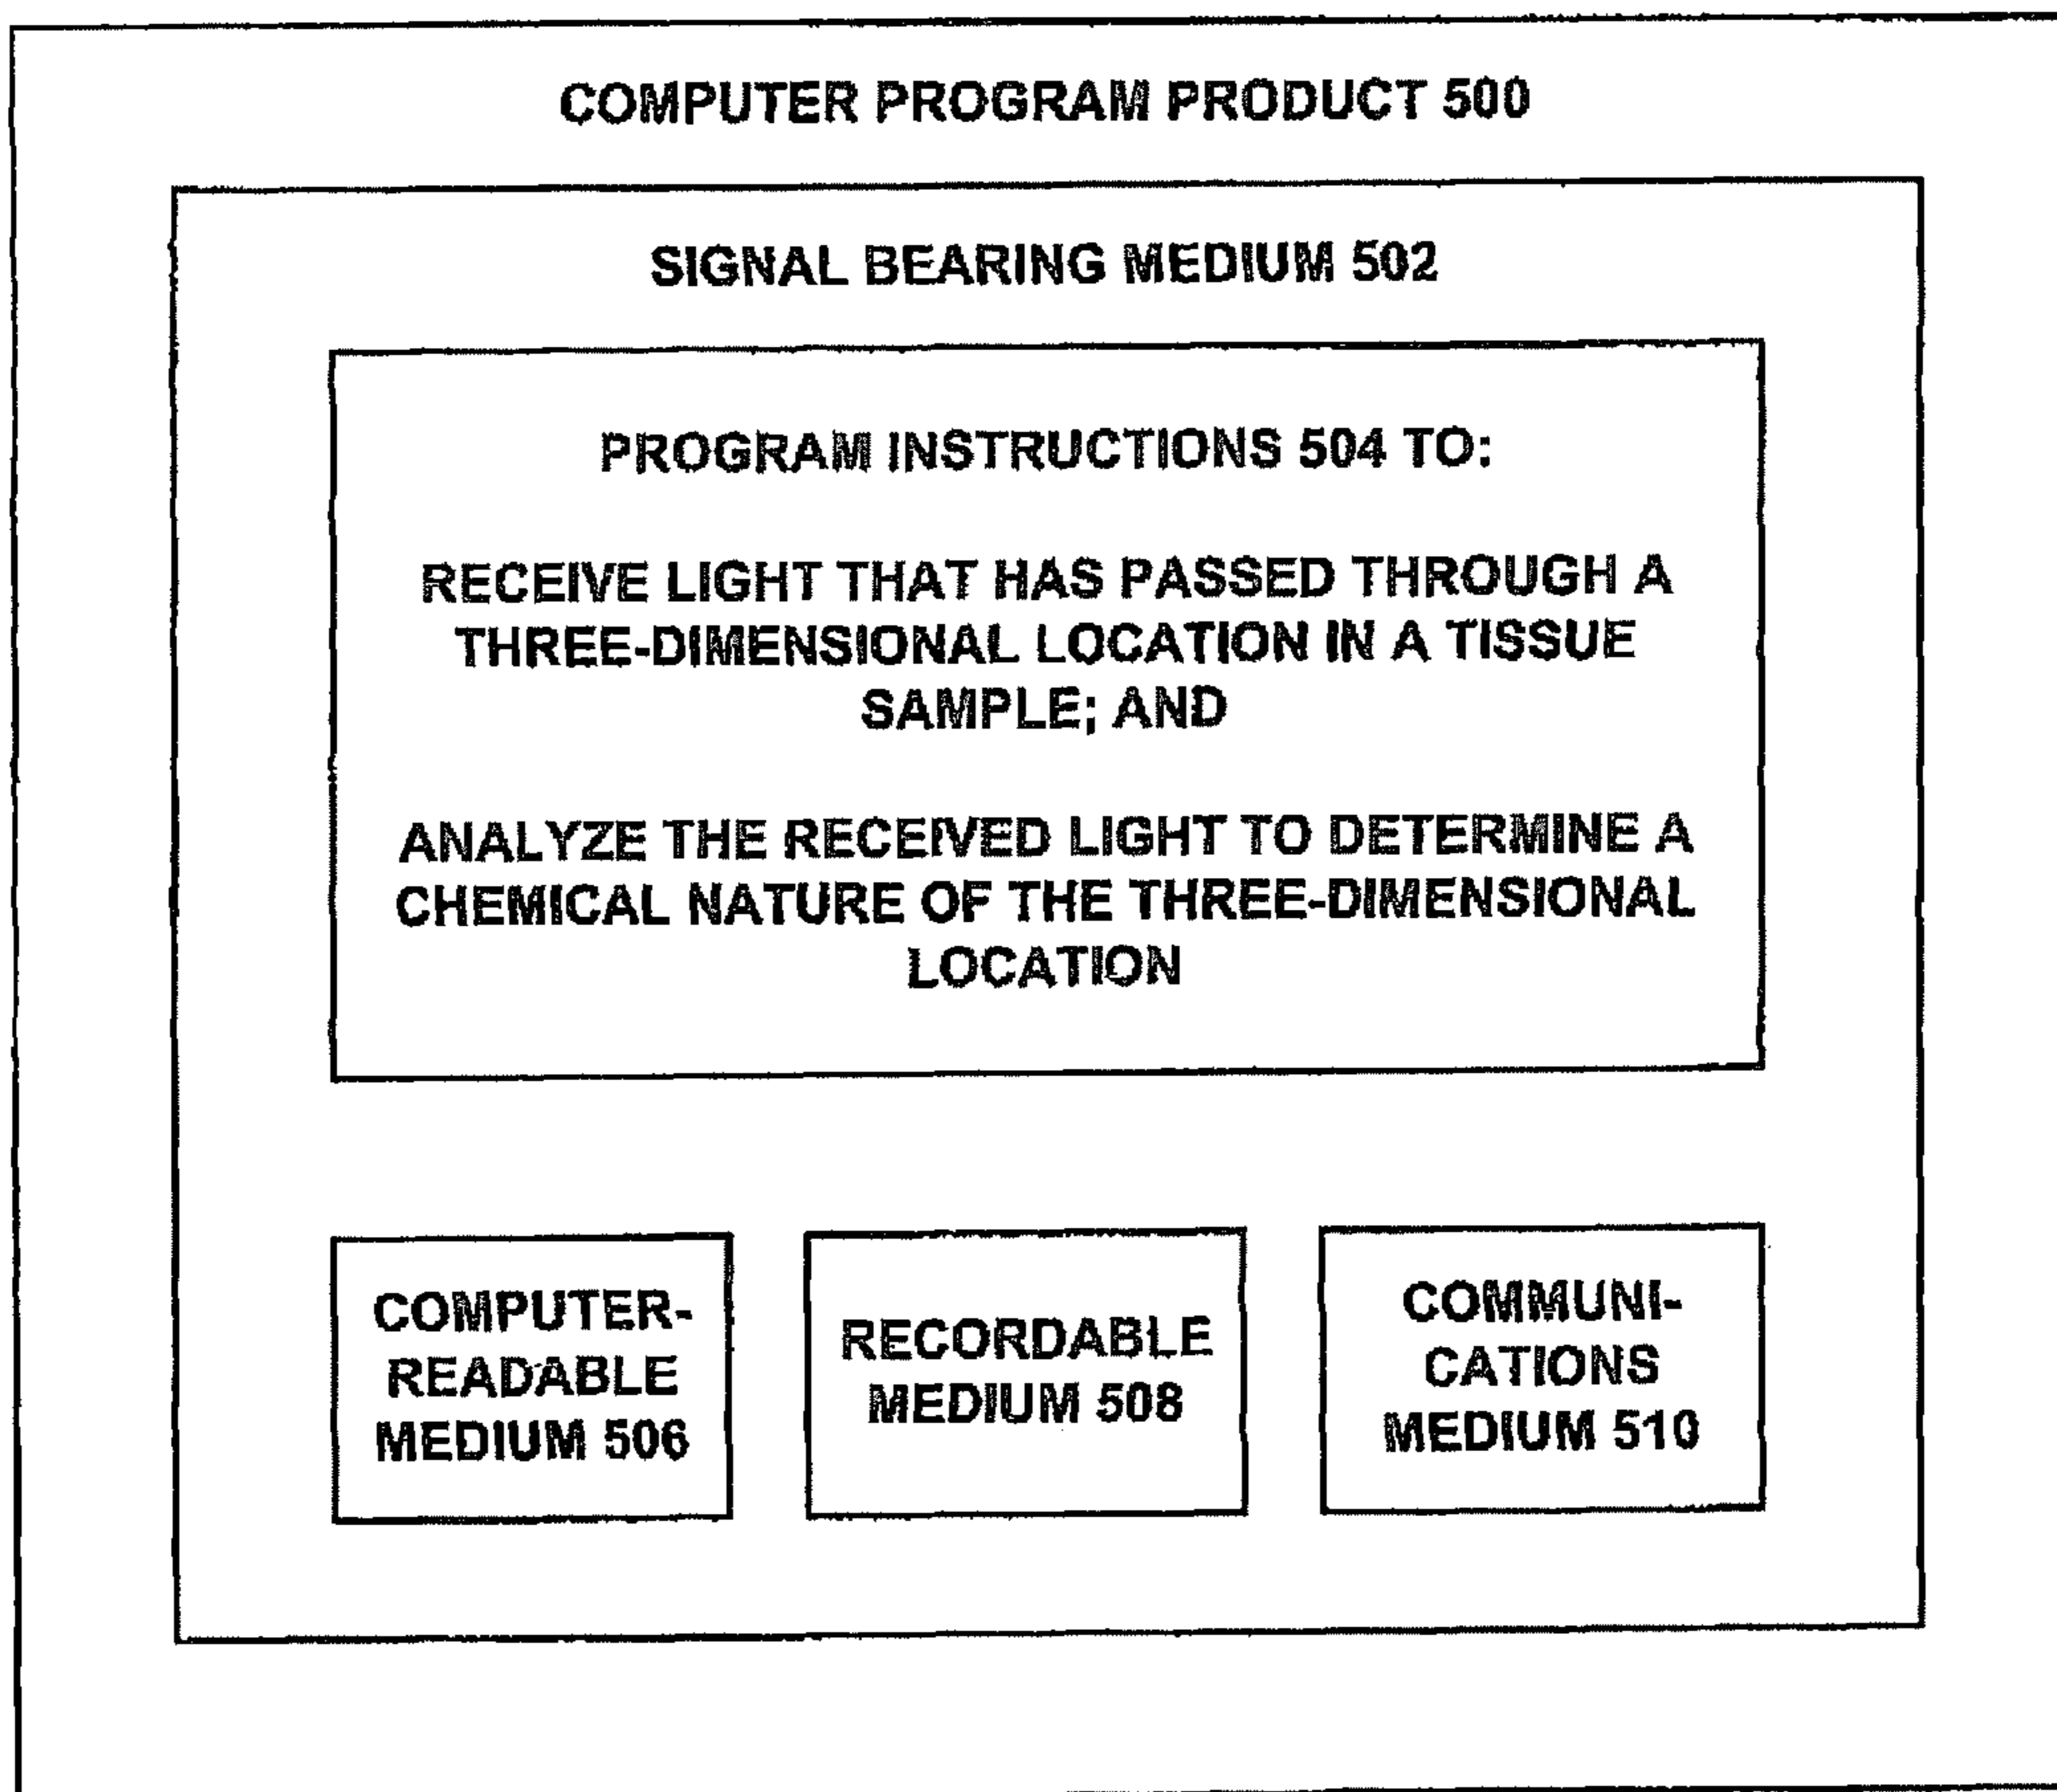 COMPUTER PROGRAM PRODUCT 500
SIGNAL BEARING MEDIUM 502
PROGRAM INSTRUCTIONS 504 TO:
RECEIVE LIGHT THAT HAS PASSED THROUGH A
THREE-DIMENSIONAL LOCATION IN A TISSUE
SAMPLE; AND
ANALYZE THE RECEIVED LIGHT TO DETERMINE A
CHEMICAL NATURE OF THE THREE-DIMENSIONAL
LOCATION
COMPUTER-
READABLE
MEDIUM 506
RECORDABLE
MEDIUM 508
COMMUNI-
CATIONS
MEDIUM 510